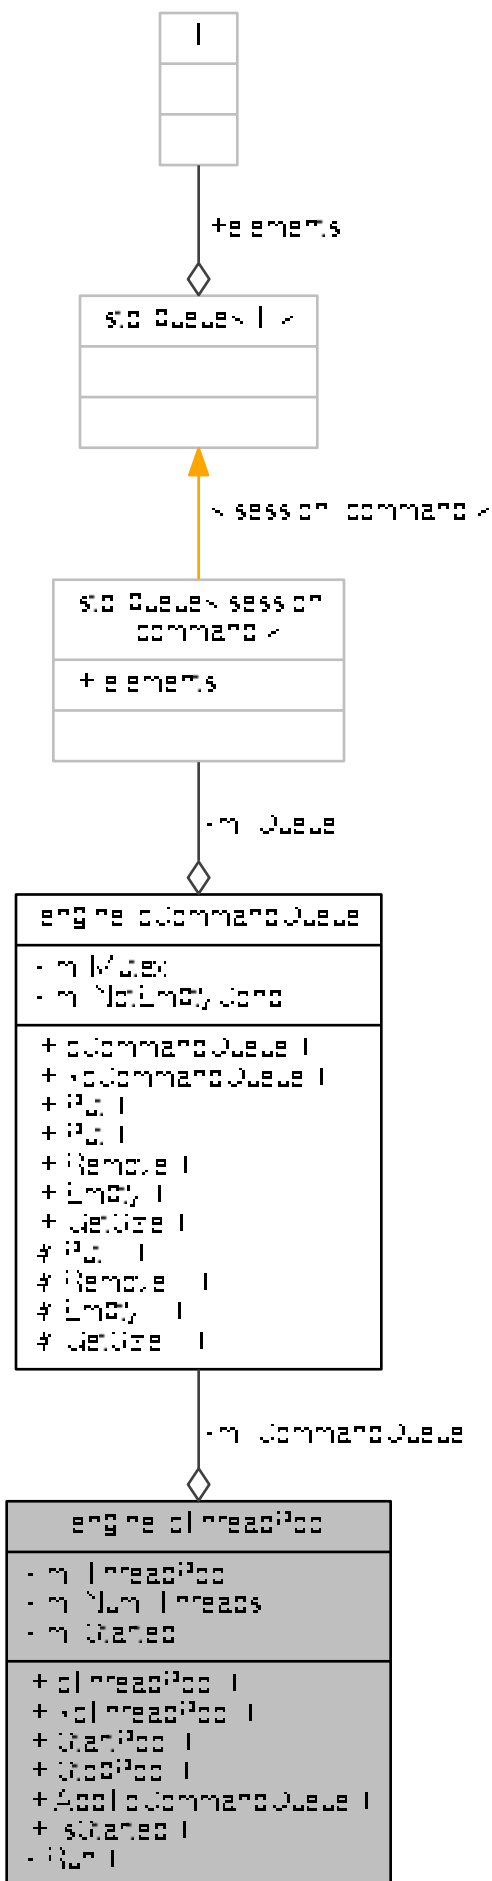 T
+elements
std::queue< T >
< session_command >
std::queue< session
_command >
+ elements
-m_Queue
engine::cCommandQueue
- m_Mutex
- m_NotEmptyCond
+ cCommandQueue()
+ ~cCommandQueue()
+ Put()
+ Put()
+ Remove()
+ Empty()
+ GetSize()
# Put_()
# Remove_()
# Empty_()
# GetSize_()
-m_CommandQueue
engine::cThreadPool
- m_ThreadPool
- m_Num_Threads
- m_Started
+ cThreadPool()
+ ~cThreadPool()
+ StartPool()
+ StopPool()
+ AddToCommandQueue()
+ isStarted()
- Run()